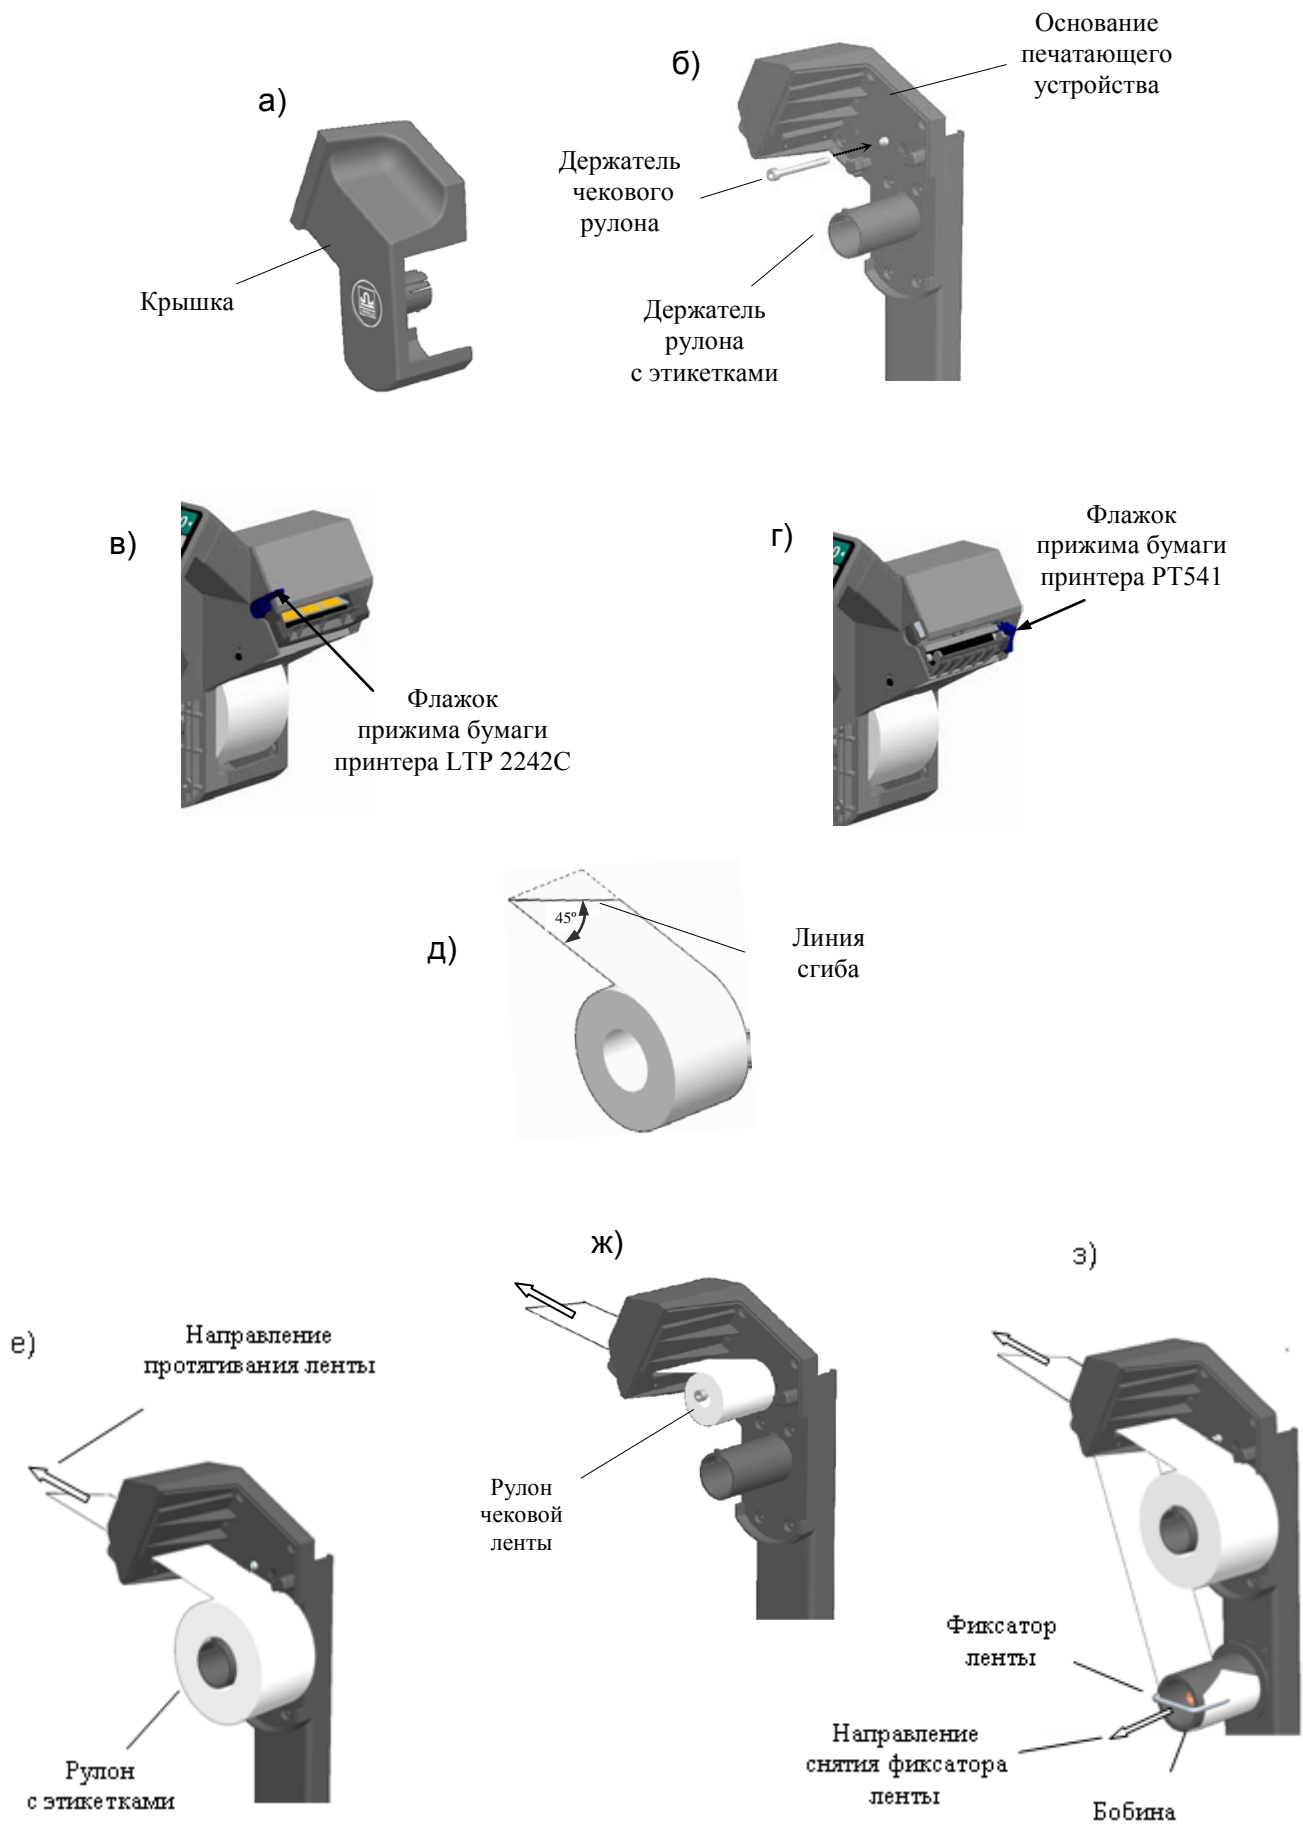 а)
Крышка
б)
Основание
печатающего
устройства
Держатель
чекового
рулона
Держатель
рулона
с этикетками
в)
Флажок
прижима бумаги
принтера LTP 2242C
г)
Флажок
прижима бумаги
принтера PT541
д)
45º
Линия
сгиба
е)
Направление
протягивания ленты
Рулон
с этикетками
ж)
Рулон
чековой
ленты
з)
Фиксатор
ленты
Направление
снятия фиксатора
ленты
Бобина